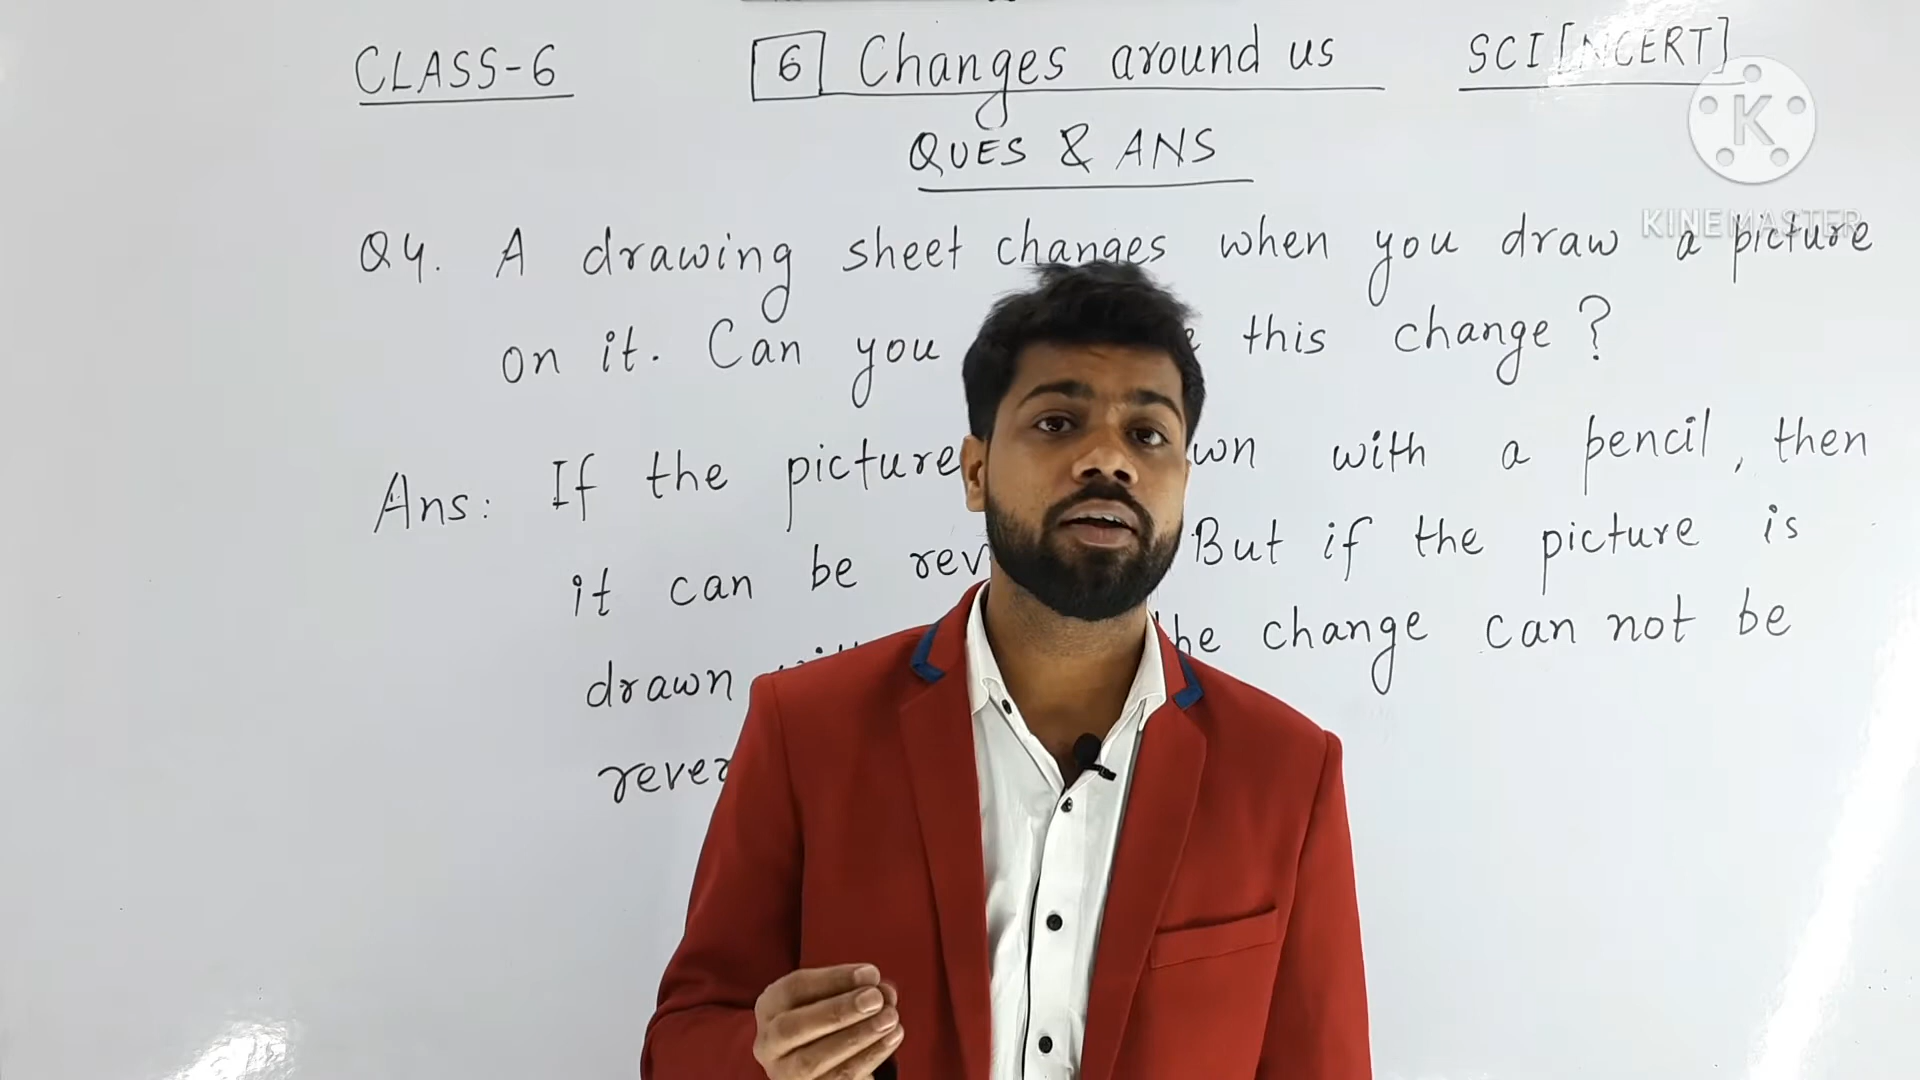 CLASS-6 6 Changes around us SCI [NCERT]
K
KINEMASTER
QUES & ANS
Q4. A drawing sheet changes when you draw a picture
on it. Can you this change?
Ans: If the picture with a pencil, then
it can be But if the picture is
drawn the change can not be